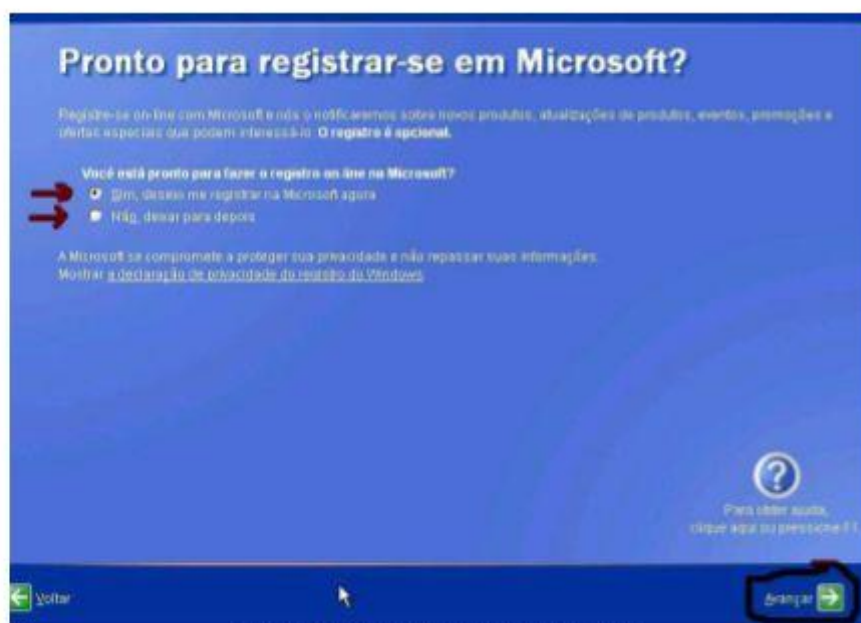 Pronto para registrar-se em Microsoft?
Registre-se on-line com Microsoft e nós o notificaremos sobre novos produtos, atualizações de produtos, eventos, promoções e
ofertas especiais que podem interessá-lo. O registro é opcional.
Você está pronto para fazer o registro on-line na Microsoft?
Sim, desejo me registrar na Microsoft agora
Não, deixar para depois
A Microsoft se compromete a proteger sua privacidade e não repassar suas informações.
Mostrar a declaração de privacidade do registro do Windows
Para obter ajuda,
clique aqui ou pressione F1.
Voltar
Avançar